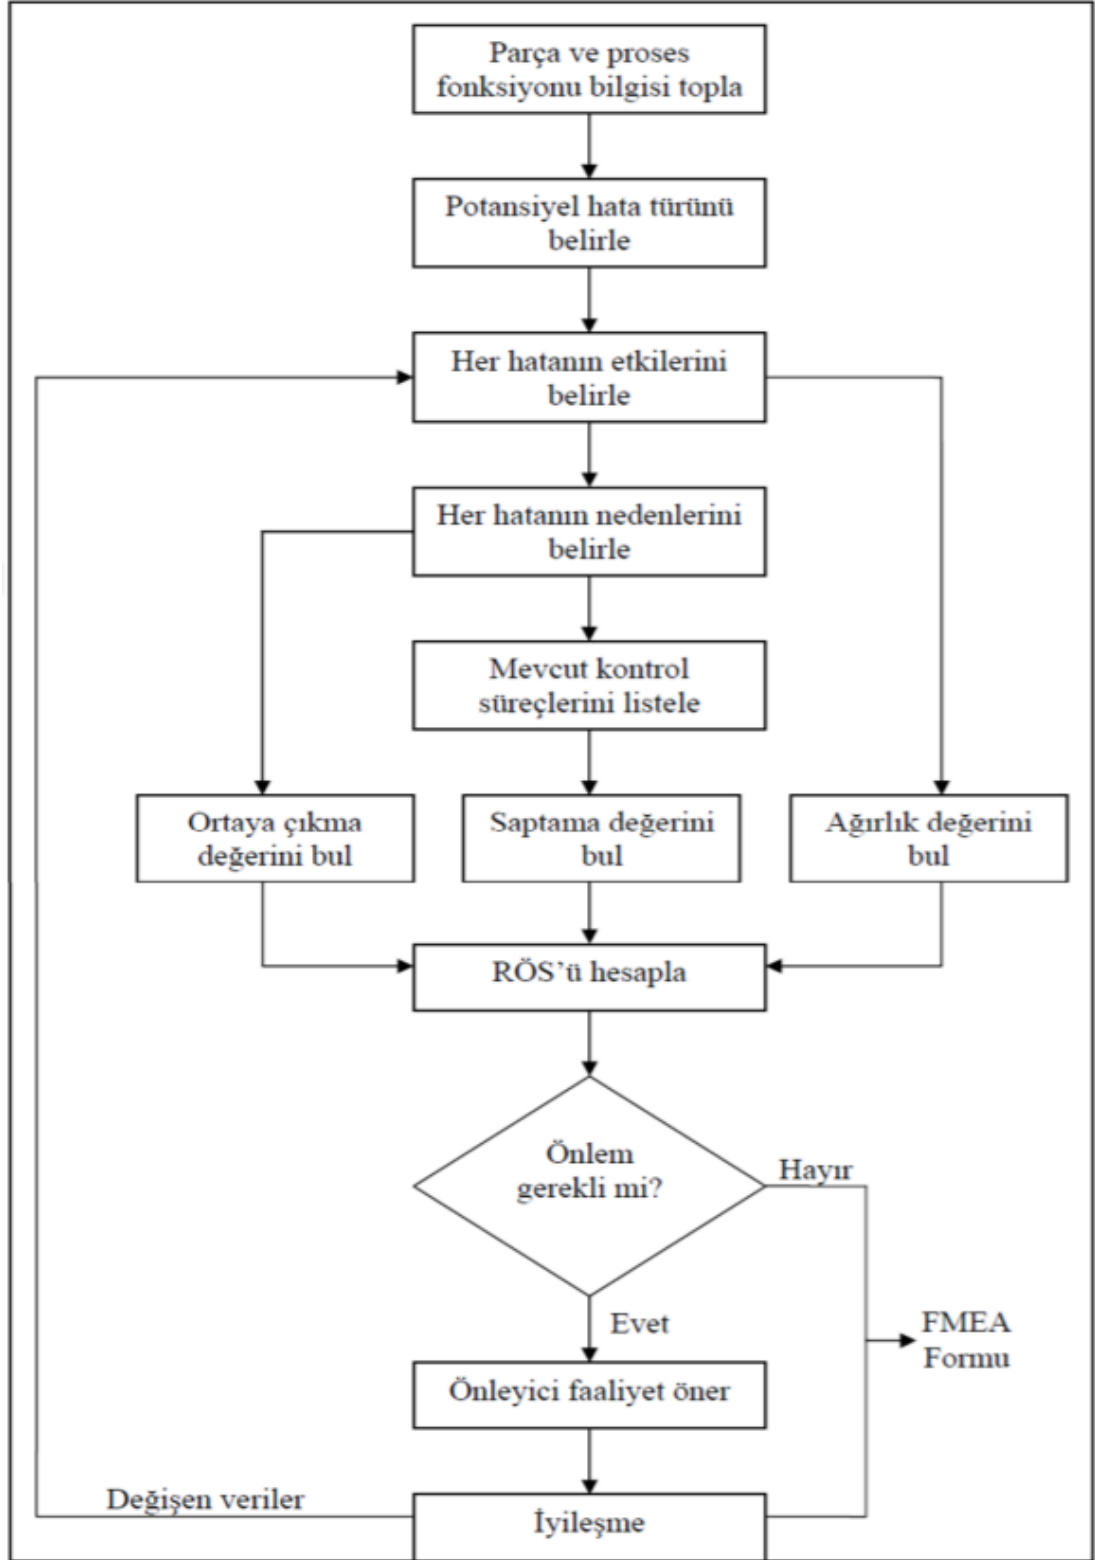 Parça ve proses
fonksiyonu bilgisi topla
Potansiyel hata türünü
belirle
Her hatanın etkilerini
belirle
Her hatanın nedenlerini
belirle
Mevcut kontrol
süreçlerini listele
Ortaya çıkma
değerini bul
Saptama değerini
bul
Ağırlık değerini
bul
RÖS’ü hesapla
Önlem
gerekli mi?
Hayır
Evet
FMEA
Formu
Önleyici faaliyet öner
Değişen veriler
İyileşme